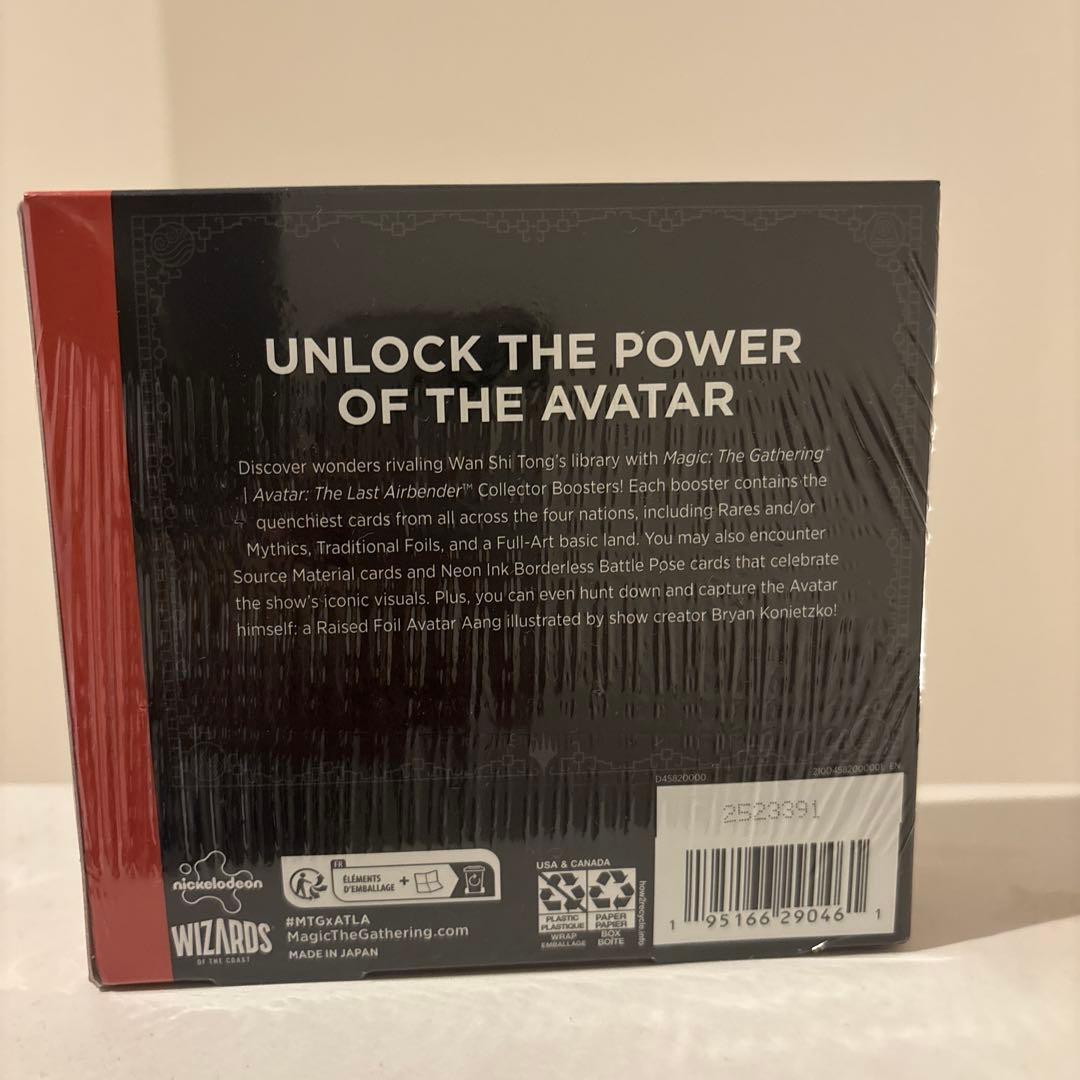 UNLOCK THE POWER
OF THE AVATAR
Discover wonders rivaling Wan Shi Tong's library with Magic: The Gathering®
| Avatar: The Last Airbender™ Collector Boosters! Each booster contains the
quenchiest cards from all across the four nations, including Rares and/or
Mythics, Traditional Foils, and a Full-Art basic land. You may also encounter
Source Material cards and Neon Ink Borderless Battle Pose cards that celebrate
the show's iconic visuals. Plus, you can even hunt down and capture the Avatar
himself: a Raised Foil Avatar Aang illustrated by show creator Bryan Konietzko!
D45820000
210D4582000001 EN
2523391
1 95166 29046 1
nickelodeon
WIZARDS
OF THE COAST
FR
ÉLÉMENTS
D'EMBALLAGE +
#MTGxATLA
MagicTheGathering.com
MADE IN JAPAN
USA & CANADA
PLASTIC
PLASTIQUE
WRAP
EMBALLAGE
PAPER
PAPIER
BOX
BOÎTE
how2recycle.info